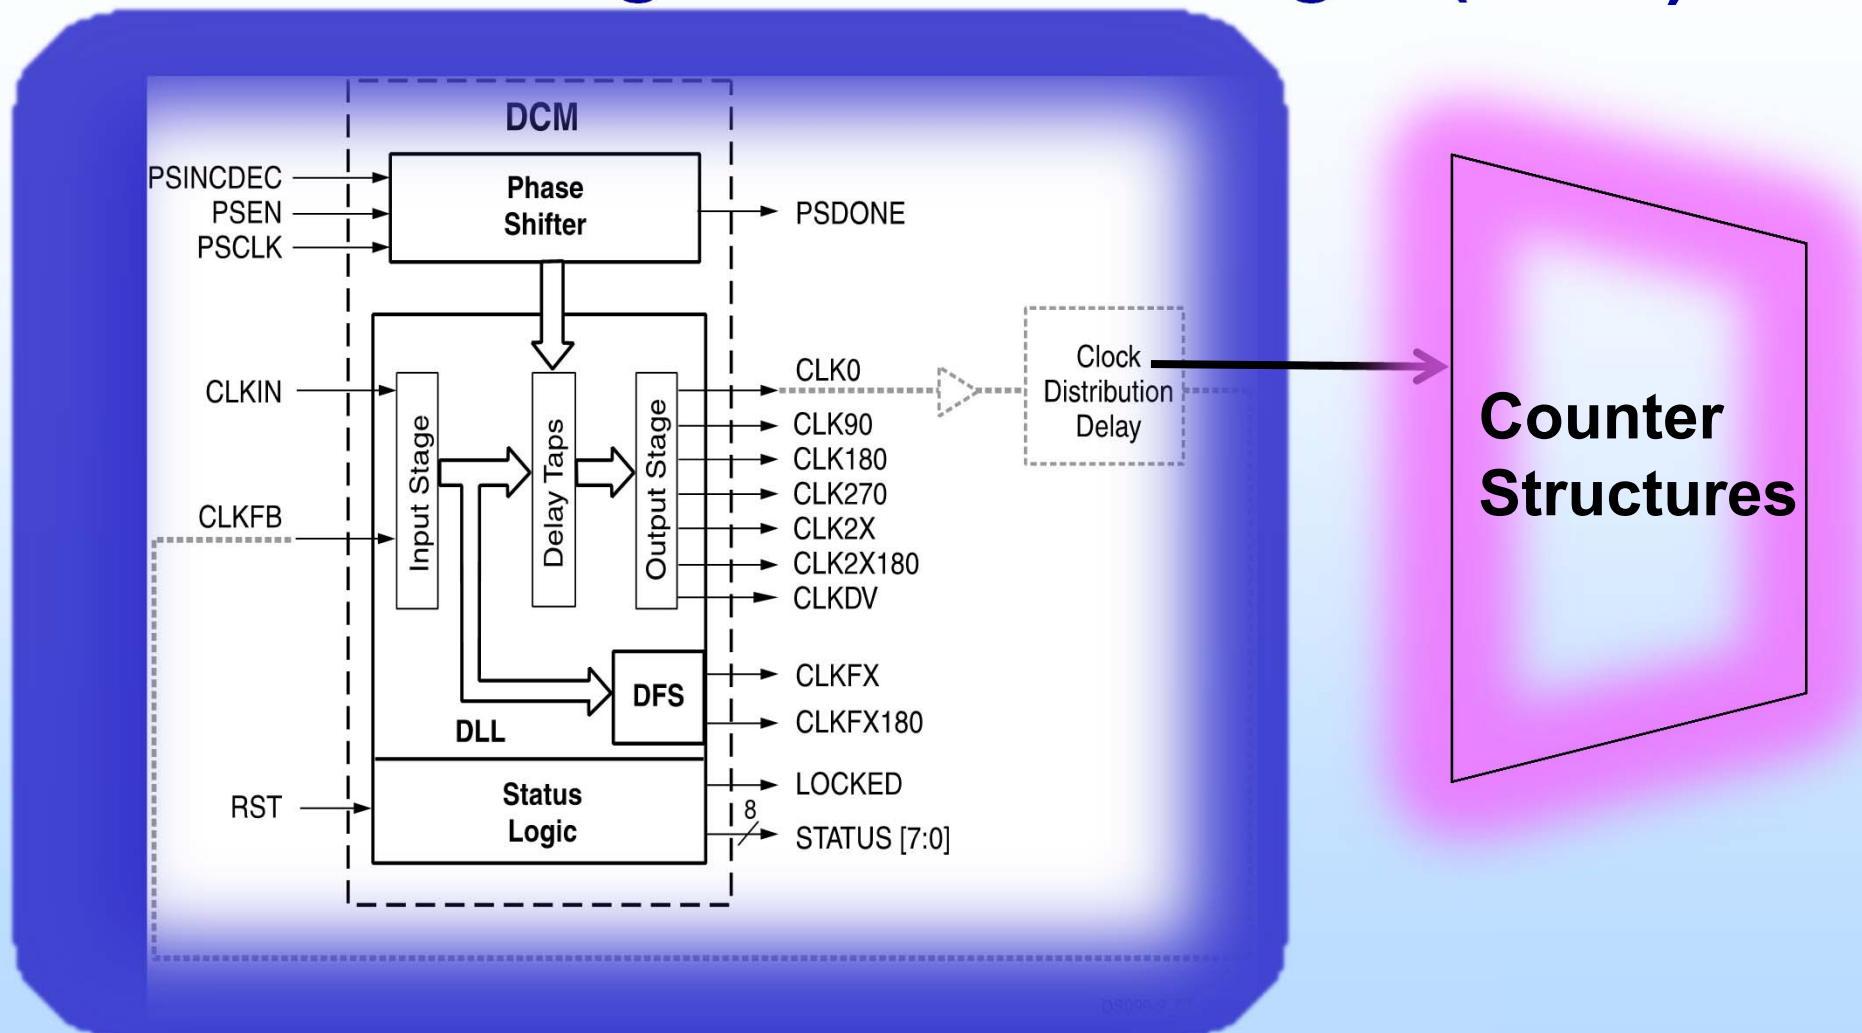 DCM
PSINCDEC
PSEN
PSCLK
Phase
Shifter
PSDONE
CLKIN
CLKFB
Input Stage
Delay Taps
Output Stage
CLK0
CLK90
CLK180
CLK270
CLK2X
CLK2X180
CLKDV
Clock
Distribution
Delay
Counter
Structures
DFS
DLL
CLKFX
CLKFX180
RST
Status
Logic
LOCKED
8
STATUS [7:0]